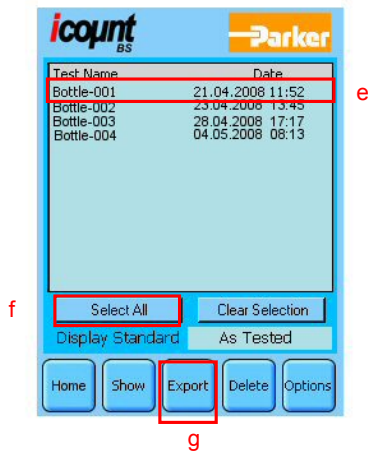 icount BS Parker
Test Name Date
Bottle-001 21.04.2008 11:52 e
Bottle-002 23.04.2008 13:45
Bottle-003 28.04.2008 17:17
Bottle-004 04.05.2008 08:13
f Select All Clear Selection
Display Standard As Tested
Home Show Export Delete Options
g